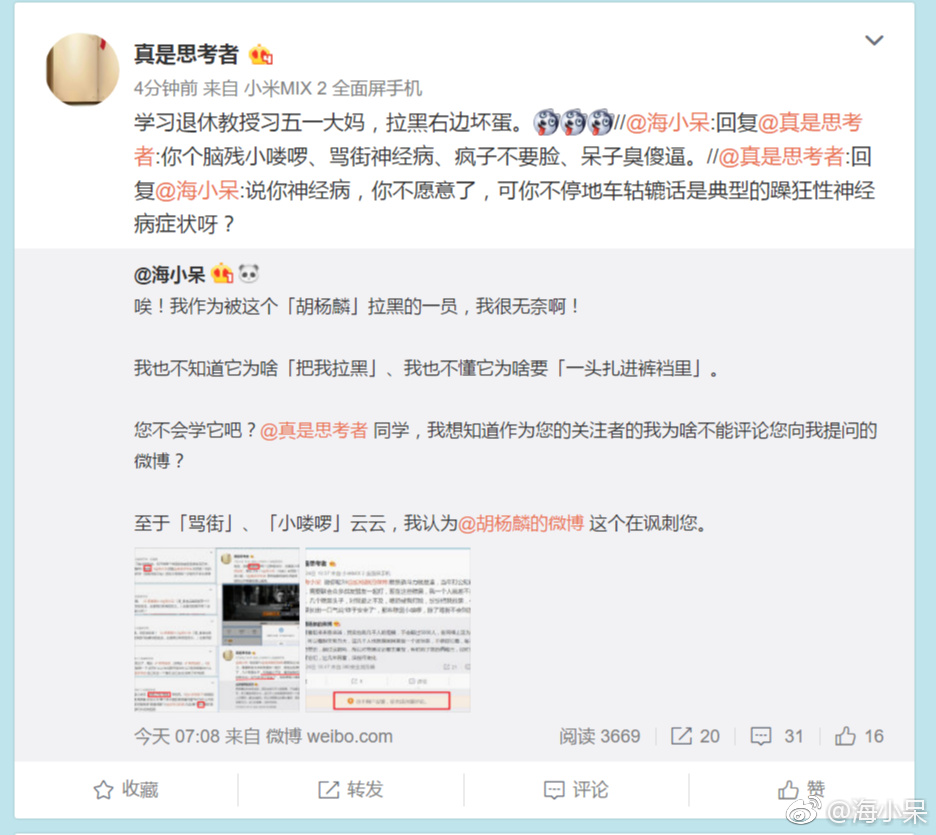 真是思考者
4分钟前 来自 小米MIX 2 全面屏手机
学习退休教授习五一大妈，拉黑右边坏蛋。//@海小呆:回复@真是思考
者:你个脑残小喽啰、骂街神经病、疯子不要脸、呆子臭傻逼。//@真是思考者:回
复@海小呆:说你神经病，你不愿意了，可你不停地车轱辘话是典型的躁狂性神经
病症状呀？
@海小呆
唉！我作为被这个「胡杨麟」拉黑的一员，我很无奈啊！
我也不知道它为啥「把我拉黑」、我也不懂它为啥要「一头扎进裤裆里」。
您不会学它吧？@真是思考者 同学，我想知道作为您的关注者的我为啥不能评论您向我提问的
微博？
至于「骂街」、「小喽啰」云云，我认为@胡杨麟的微博 这个在讽刺您。
今天 07:08 来自 微博 weibo.com
阅读 3669 20 31 16
收藏 转发 评论 赞
@海小呆